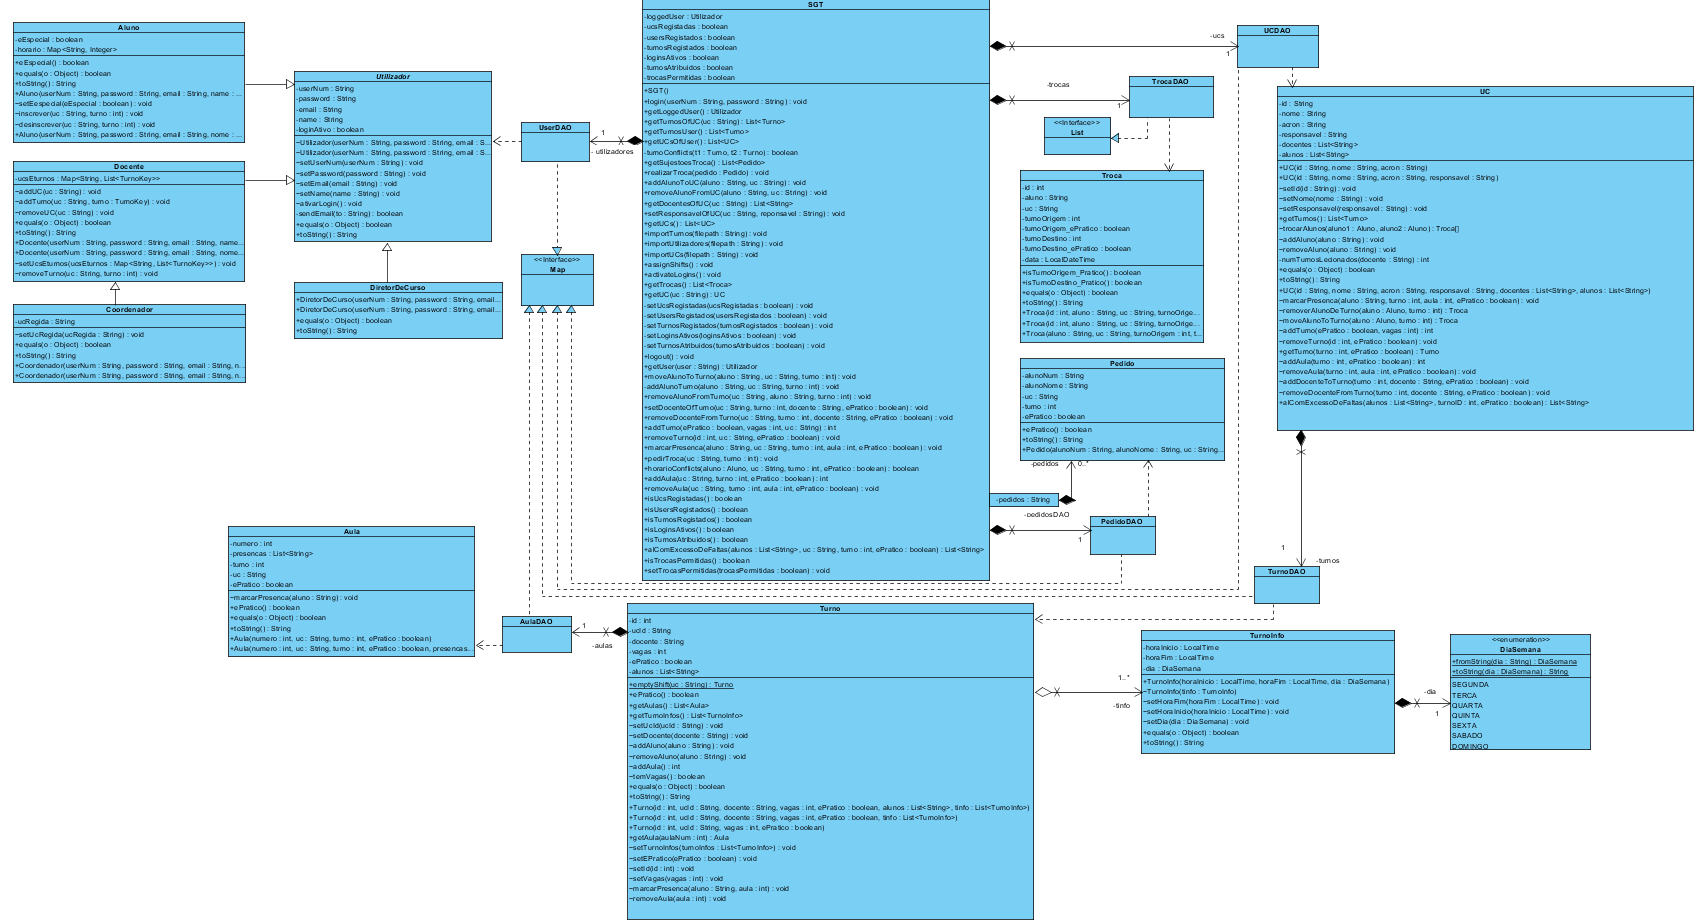 Aluno
-eEspecial : boolean
-horario : Map<String, Integer>
+eEspecial() : boolean
+equals(o : Object) : boolean
+toString() : String
+Aluno(userNum : String, password : String, email : String, name : ...
~setEespecial(eEspecial : boolean) : void
~inscrever(uc : String, turno : int) : void
~desinscrever(uc : String, turno : int) : void
+Aluno(userNum : String, password : String, email : String, name : ...
Docente
-ucsEturnos : Map<String, List<TurnoKey>>
~addUC(uc : String) : void
~addTurno(uc : String, turno : TurnoKey) : void
~removeUC(uc : String) : void
+equals(o : Object) : boolean
+toString() : String
+Docente(userNum : String, password : String, email : String, name...
+Docente(userNum : String, password : String, email : String, nome...
~setUcsEturnos(ucsEturnos : Map<String, List<TurnoKey>>) : void
~removeTurno(uc : String, turno : int) : void
Coordenador
-ucRegida : String
~setUcRegida(ucRegida : String) : void
+equals(o : Object) : boolean
+toString() : String
+Coordenador(userNum : String, password : String, email : String, n...
+Coordenador(userNum : String, password : String, email : String, n...
Utilizador
-userNum : String
-password : String
-email : String
-name : String
-loginAtivo : boolean
~Utilizador(userNum : String, password : String, email : S...
~Utilizador(userNum : String, password : String, email : S...
~setUserNum(userNum : String) : void
~setPassword(password : String) : void
~setEmail(email : String) : void
~setName(name : String) : void
~ativarLogin() : void
-sendEmail(to : String) : boolean
+equals(o : Object) : boolean
+toString() : String
DiretorDeCurso
+DiretorDeCurso(userNum : String, password : String, email...
+DiretorDeCurso(userNum : String, password : String, email...
+equals(o : Object) : boolean
+toString() : String
UserDAO
1
-utilizadores
<<Interface>>
Map
SGT
-loggedUser : Utilizador
-ucsRegistadas : boolean
-usersRegistados : boolean
-turnosRegistados : boolean
-loginsAtivos : boolean
-turnosAtribuidos : boolean
-trocasPermitidas : boolean
+SGT()
+login(userNum : String, password : String) : void
+getLoggedUser() : Utilizador
+getTurnosOfUC(uc : String) : List<Turno>
+getTurnosUser() : List<Turno>
+getUCsOfUser() : List<UC>
-turnoConflicts(t1 : Turno, t2 : Turno) : boolean
+getSujestoesTroca() : List<Pedido>
+realizarTroca(pedido : Pedido) : void
+addAlunoToUC(aluno : String, uc : String) : void
+removeAlunoFromUC(aluno : String, uc : String) : void
+getDocentesOfUC(uc : String) : List<String>
+setResponsavelOfUC(uc : String, reponsavel : String) : void
+getUCs() : List<UC>
+importTurnos(filepath : String) : void
+importUtilizadores(filepath : String) : void
+importUCs(filepath : String) : void
+assignShifts() : void
+activateLogins() : void
+getTrocas() : List<Troca>
+getUC(uc : String) : UC
-setUcsRegistadas(ucsRegistadas : boolean) : void
-setUsersRegistados(usersRegistados : boolean) : void
-setTurnosRegistados(turnosRegistados : boolean) : void
-setLoginsAtivos(loginsAtivos : boolean) : void
-setTurnosAtribuidos(turnosAtribuidos : boolean) : void
+logout() : void
+getUser(user : String) : Utilizador
+moveAlunoToTurno(aluno : String, uc : String, turno : int) : void
-addAlunoTurno(aluno : String, uc : String, turno : int) : void
+removeAlunoFromTurno(uc : String, aluno : String, turno : int) : void
+setDocenteOfTurno(uc : String, turno : int, docente : String, ePratico : boolean) : void
+removeDocenteFromTurno(uc : String, turno : int, docente : String, ePratico : boolean) : void
+addTurno(ePratico : boolean, vagas : int, uc : String) : int
+removeTurno(id : int, uc : String, ePratico : boolean) : void
+marcarPresenca(aluno : String, uc : String, turno : int, aula : int, ePratico : boolean) : void
+pedirTroca(uc : String, turno : int) : void
+horarioConflicts(aluno : Aluno, uc : String, turno : int, ePratico : boolean) : boolean
+addAula(uc : String, turno : int, ePratico : boolean) : int
+removeAula(uc : String, turno : int, aula : int, ePratico : boolean) : void
+isUcsRegistadas() : boolean
+isUsersRegistados() : boolean
+isTurnosRegistados() : boolean
+isLoginsAtivos() : boolean
+isTurnosAtribuidos() : boolean
+alComExcessoDeFaltas(alunos : List<String>, uc : String, turno : int, ePratico : boolean) : List<String>
+isTrocasPermitidas() : boolean
+setTrocasPermitidas(trocasPermitidas : boolean) : void
-ucs
1
UCDAO
-trocas
1
TrocaDAO
<<Interface>>
List
Troca
-id : int
-aluno : String
-uc : String
-turnoOrigem : int
-turnoOrigem_ePratico : boolean
-turnoDestino : int
-turnoDestino_ePratico : boolean
-data : LocalDateTime
+isTurnoOrigem_Pratico() : boolean
+isTurnoDestino_Pratico() : boolean
+equals(o : Object) : boolean
+toString() : String
+Troca(id : int, aluno : String, uc : String, turnoOrige...
+Troca(id : int, aluno : String, uc : String, turnoOrige...
+Troca(aluno : String, uc : String, turnoOrigem : int, t...
Pedido
-alunoNum : String
-alunoNome : String
-uc : String
-turno : int
-ePratico : boolean
+ePratico() : boolean
+toString() : String
+Pedido(alunoNum : String, alunoNome : String, uc : String...
-pedidos
0..*
-pedidos : String
-pedidosDAO
1
PedidoDAO
UC
-id : String
-nome : String
-acron : String
-responsavel : String
-docentes : List<String>
-alunos : List<String>
+UC(id : String, nome : String, acron : String)
+UC(id : String, nome : String, acron : String, responsavel : String)
~setId(id : String) : void
~setNome(nome : String) : void
~setResponsavel(responsavel : String) : void
+getTurnos() : List<Turno>
~trocarAlunos(aluno1 : Aluno, aluno2 : Aluno) : Troca[]
~addAluno(aluno : String) : void
~removeAluno(aluno : String) : void
~numTurnosLecionados(docente : String) : int
+equals(o : Object) : boolean
+toString() : String
+UC(id : String, nome : String, acron : String, responsavel : String, docentes : List<String>, alunos : List<String>)
~marcarPresenca(aluno : String, turno : int, aula : int, ePratico : boolean) : void
~removerAlunoDeTurno(aluno : Aluno, turno : int) : Troca
~moveAlunoToTurno(aluno : Aluno, turno : int) : Troca
~addTurno(ePratico : boolean, vagas : int) : int
~removeTurno(id : int, ePratico : boolean) : void
+getTurno(turno : int, ePratico : boolean) : Turno
~addAula(turno : int, ePratico : boolean) : int
~removeAula(turno : int, aula : int, ePratico : boolean) : void
~addDocenteToTurno(turno : int, docente : String, ePratico : boolean) : void
~removeDocenteFromTurno(turno : int, docente : String, ePratico : boolean) : void
+alComExcessoDeFaltas(alunos : List<String>, turnoID : int, ePratico : boolean) : List<String>
1
-turnos
TurnoDAO
Aula
-numero : int
-presencas : List<String>
-turno : int
-uc : String
-ePratico : boolean
~marcarPresenca(aluno : String) : void
+ePratico() : boolean
+equals(o : Object) : boolean
+toString() : String
+Aula(numero : int, uc : String, turno : int, ePratico : boolean)
+Aula(numero : int, uc : String, turno : int, ePratico : boolean, presencas...
AulaDAO
1
-aulas
Turno
-id : int
-ucId : String
-docente : String
-vagas : int
-ePratico : boolean
-alunos : List<String>
+emptyShift(uc : String) : Turno
+ePratico() : boolean
+getAulas() : List<Aula>
+getTurnoInfos() : List<TurnoInfo>
~setUcId(ucId : String) : void
~setDocente(docente : String) : void
~addAluno(aluno : String) : void
~removeAluno(aluno : String) : void
~addAula() : int
~temVagas() : boolean
+equals(o : Object) : boolean
+toString() : String
+Turno(id : int, ucId : String, docente : String, vagas : int, ePratico : boolean, alunos : List<String>, tinfo : List<TurnoInfo>)
+Turno(id : int, ucId : String, docente : String, vagas : int, ePratico : boolean, tinfo : List<TurnoInfo>)
+Turno(id : int, ucId : String, vagas : int, ePratico : boolean)
+getAula(aulaNum : int) : Aula
~setTurnoInfos(turnoInfos : List<TurnoInfo>) : void
~setEPratico(ePratico : boolean) : void
~setId(id : int) : void
~setVagas(vagas : int) : void
~marcarPresenca(aluno : String, aula : int) : void
~removeAula(aula : int) : void
1..*
-tinfo
TurnoInfo
-horaInicio : LocalTime
-horaFim : LocalTime
-dia : DiaSemana
+TurnoInfo(horaInicio : LocalTime, horaFim : LocalTime, dia : DiaSemana)
~TurnoInfo(tinfo : TurnoInfo)
~setHoraFim(horaFim : LocalTime) : void
~setHoraInicio(horaInicio : LocalTime) : void
~setDia(dia : DiaSemana) : void
+equals(o : Object) : boolean
+toString() : String
-dia
1
<<enumeration>>
DiaSemana
+fromString(dia : String) : DiaSemana
+toString(dia : DiaSemana) : String
SEGUNDA
TERCA
QUARTA
QUINTA
SEXTA
SABADO
DOMINGO